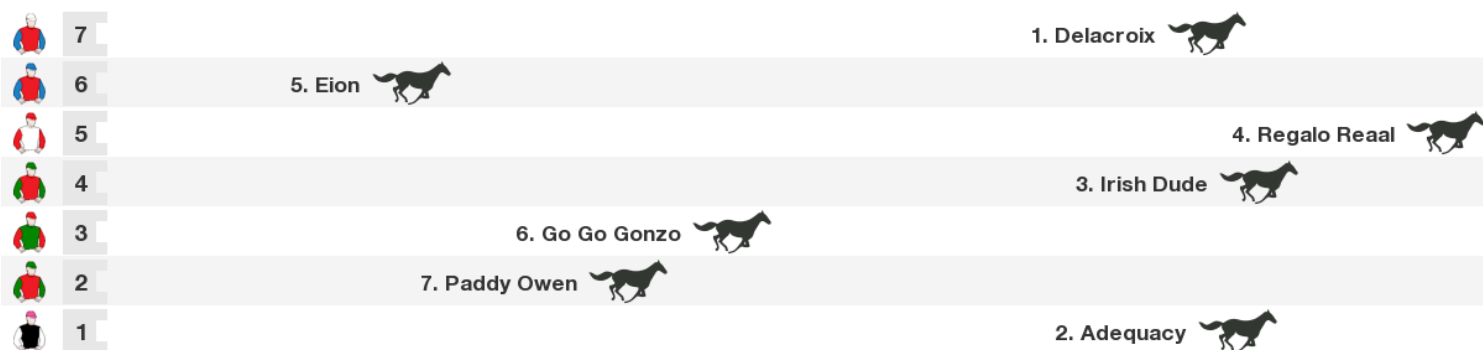 7 1. Delacroix
6 5. Eion
5 4. Regalo Reaal
4 3. Irish Dude
3 6. Go Go Gonzo
2 7. Paddy Owen
1 2. Adequacy